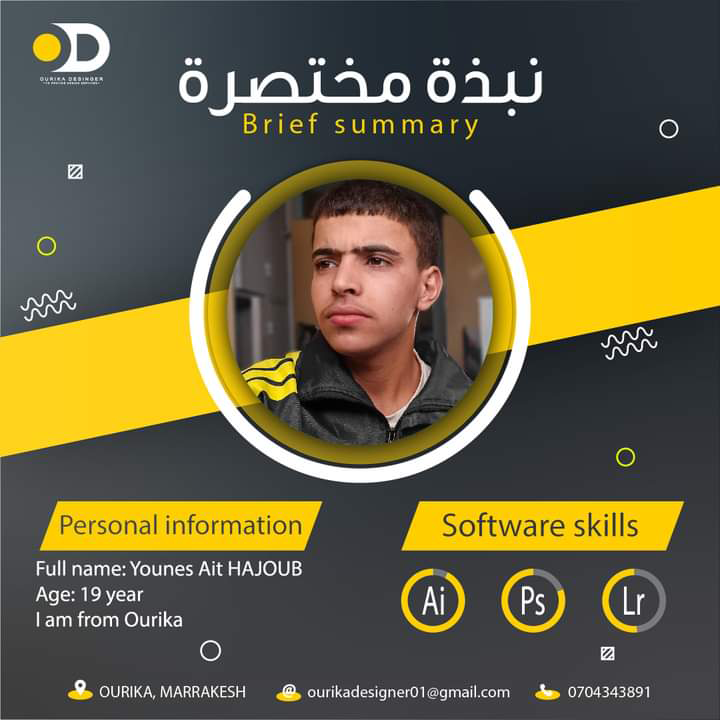 OURIKA DESINGER
نبذة مختصرة
Brief summary
Personal information
Full name: Younes Ait HAJOUB
Age: 19 year
I am from Ourika
Software skills
Ai Ps Lr
OURIKA, MARRAKESH ourikadesigner01@gmail.com 0704343891